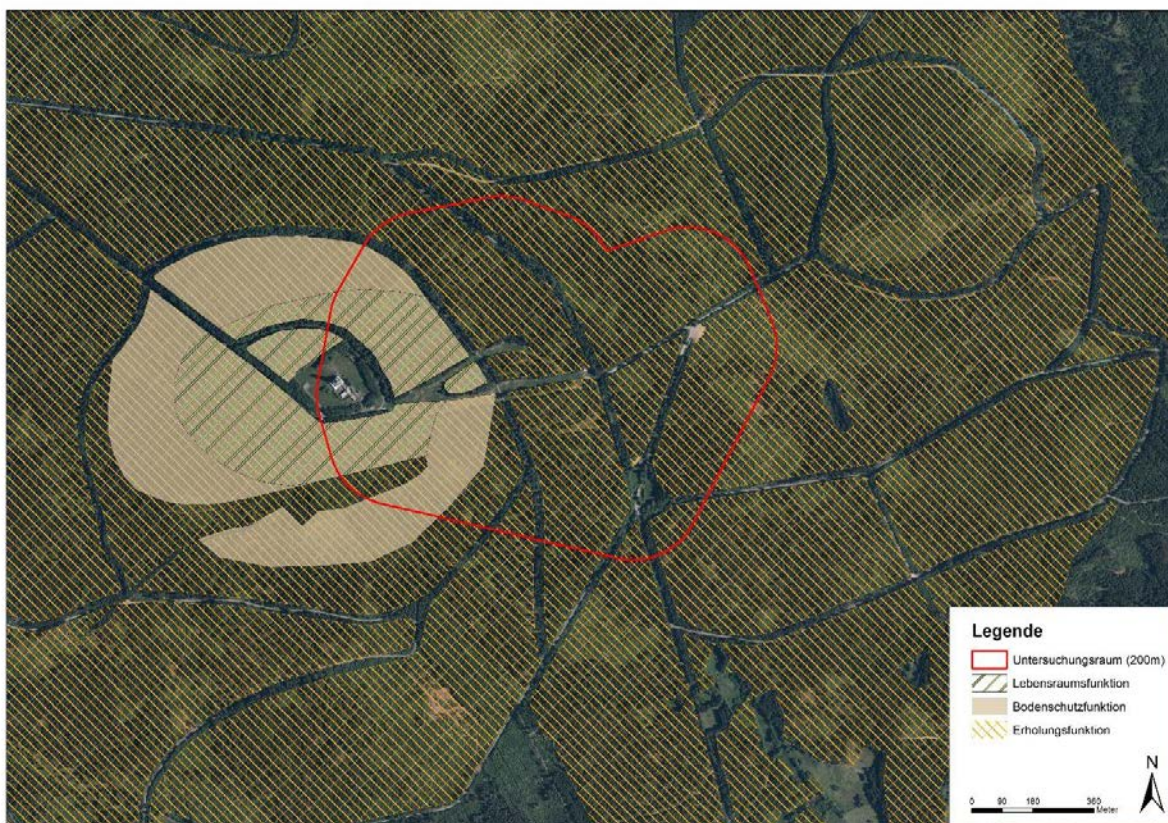 Legende
Untersuchungsraum (200m)
Lebensraumsfunktion
Bodenschutzfunktion
Erholungsfunktion
N
0 90 180 360
Meter